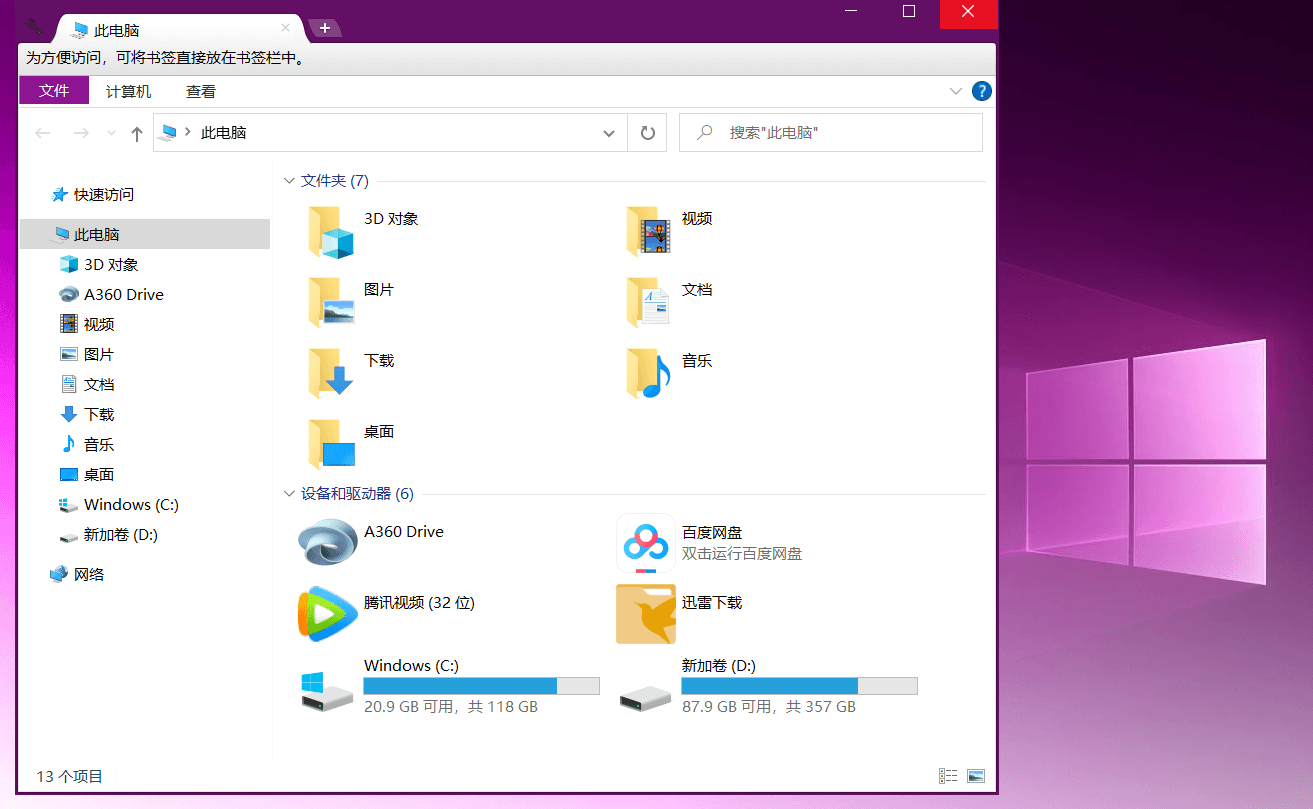 此电脑
为方便访问，可将书签直接放在书签栏中。
文件 计算机 查看
此电脑 搜索"此电脑"
快速访问
此电脑
3D 对象
A360 Drive
视频
图片
文档
下载
音乐
桌面
Windows (C:)
新加卷 (D:)
网络
文件夹 (7)
3D 对象 视频
图片 文档
下载 音乐
桌面
设备和驱动器 (6)
A360 Drive 百度网盘
双击运行百度网盘
腾讯视频 (32 位) 迅雷下载
Windows (C:) 新加卷 (D:)
20.9 GB 可用，共 118 GB 87.9 GB 可用，共 357 GB
13 个项目